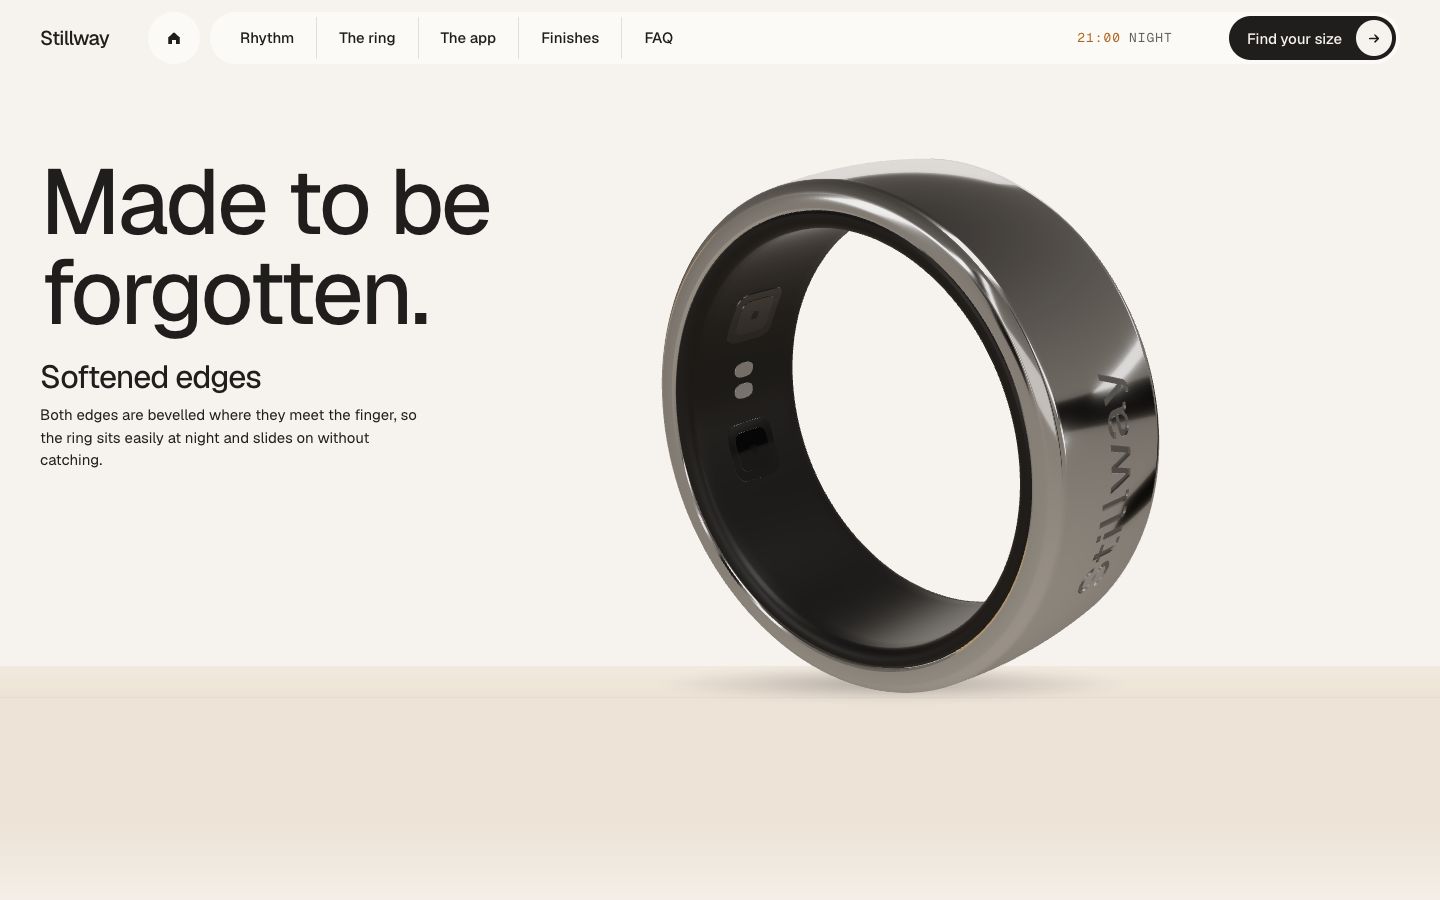 Stillway
Rhythm
The ring
The app
Finishes
FAQ
21:00 NIGHT
Find your size
Made to be
forgotten.
Softened edges
Both edges are bevelled where they meet the finger, so
the ring sits easily at night and slides on without
catching.
Stillway